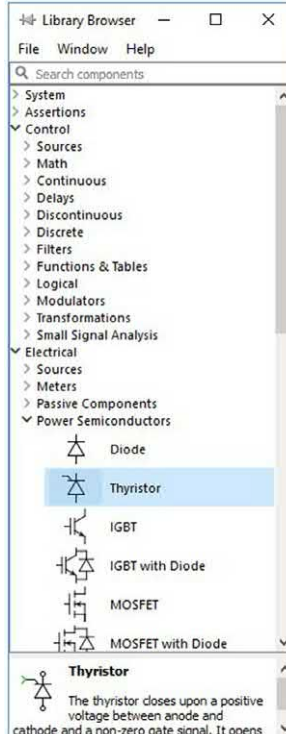 Library Browser
File Window Help
Search components
System
Assertions
Control
Sources
Math
Continuous
Delays
Discontinuous
Discrete
Filters
Functions & Tables
Logical
Modulators
Transformations
Small Signal Analysis
Electrical
Sources
Meters
Passive Components
Power Semiconductors
Diode
Thyristor
IGBT
IGBT with Diode
MOSFET
MOSFET with Diode
Thyristor
The thyristor closes upon a positive
voltage between anode and
cathode and a non-zero gate signal. It opens